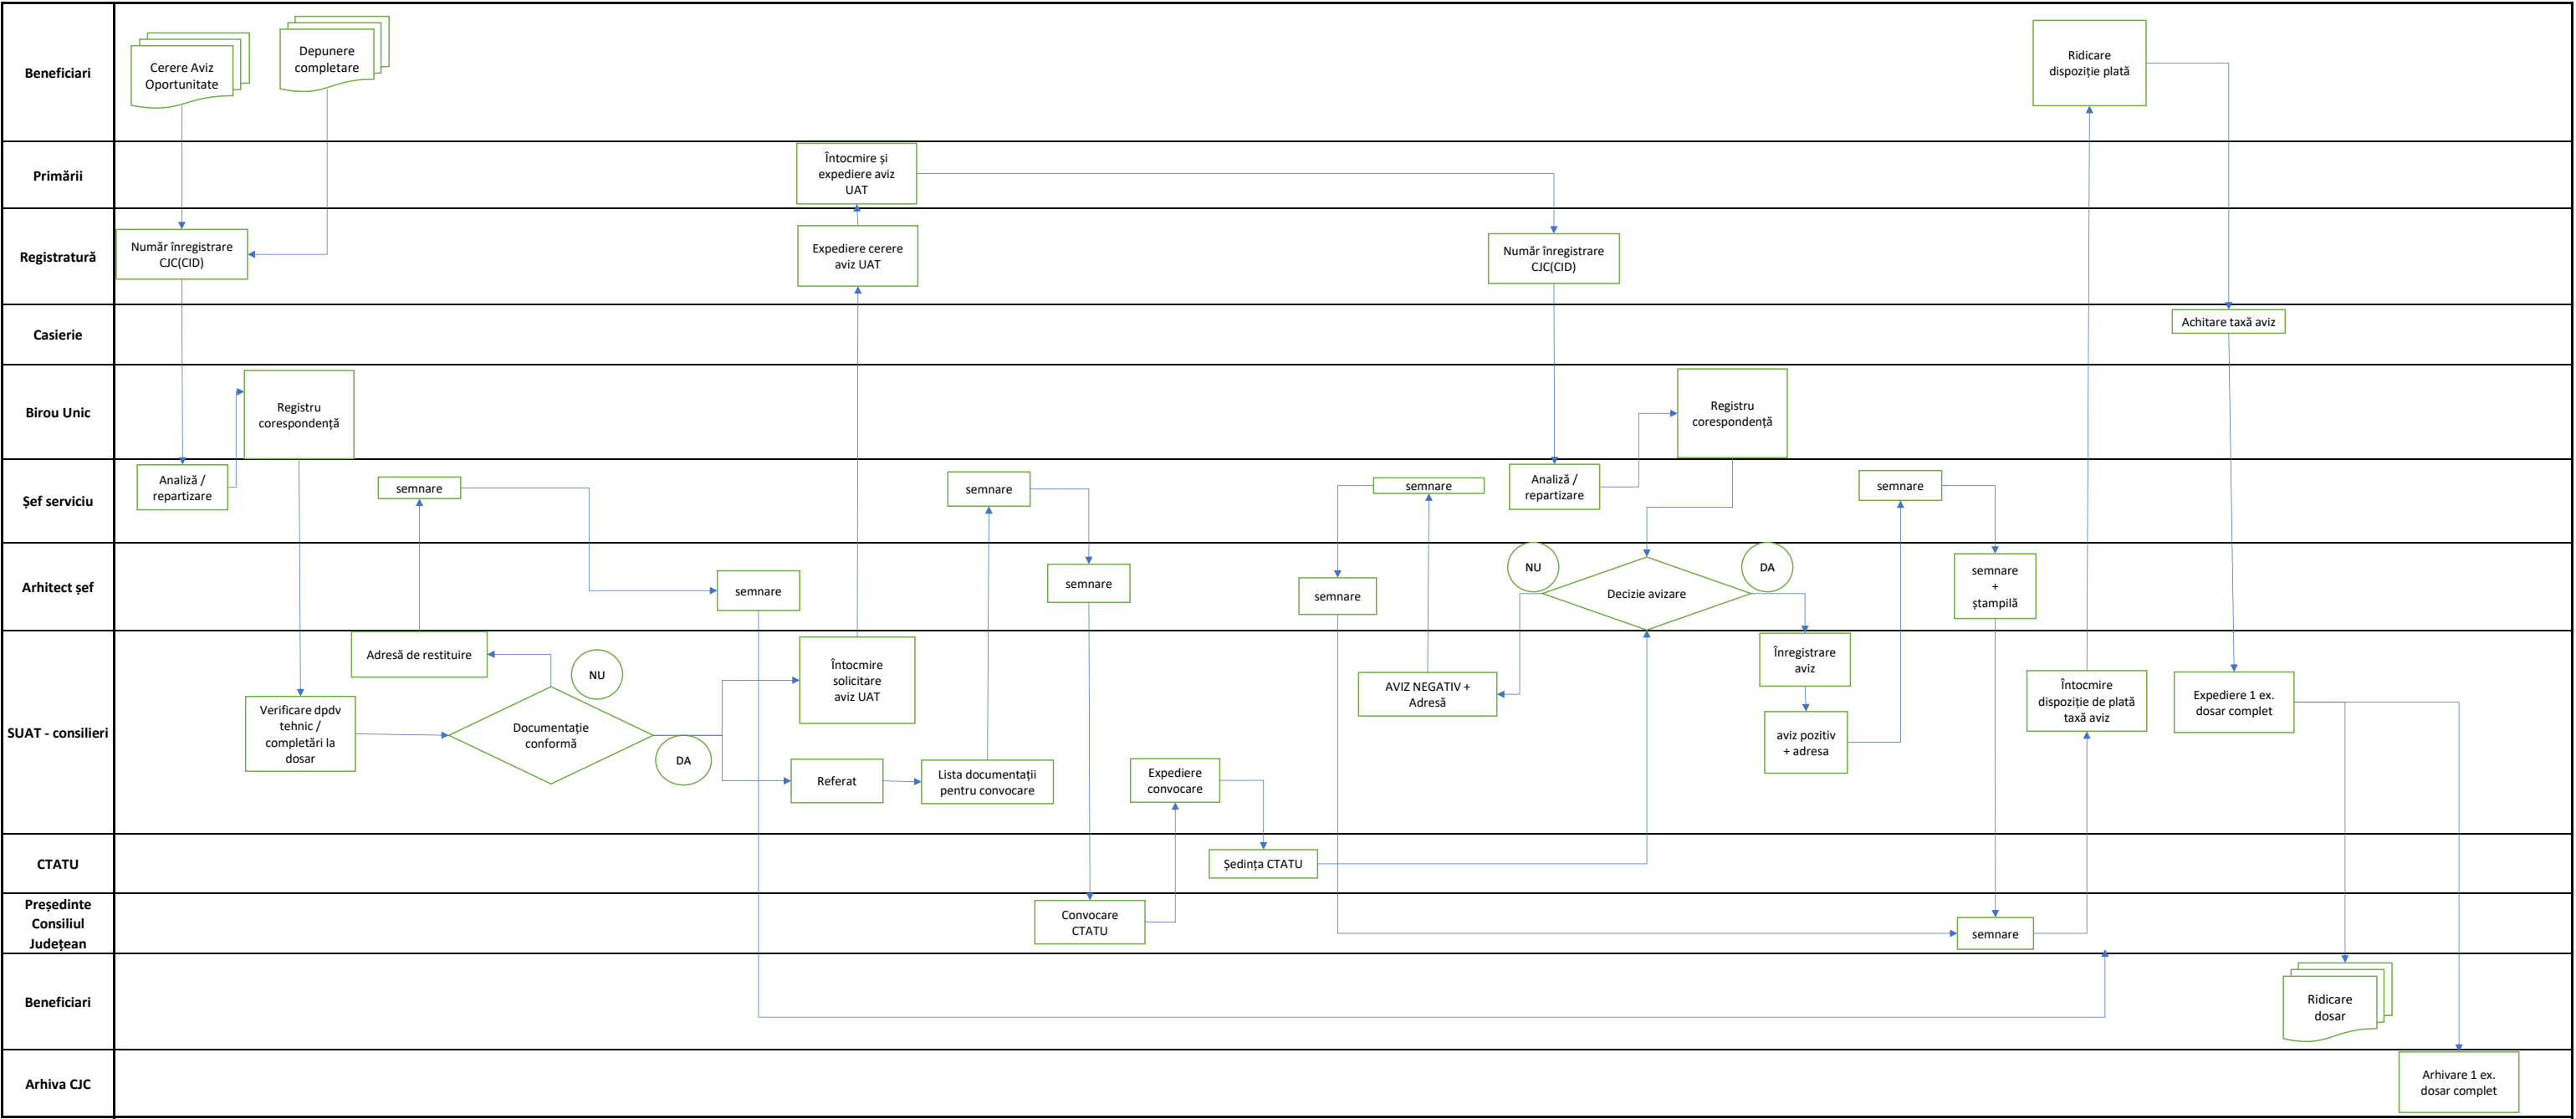 Beneficiari
Cerere Aviz
Oportunitate
Depunere
completare
Ridicare
dispoziție plată
Primării
Întocmire și
expediere aviz
UAT
Registratură
Număr înregistrare
CJC(CID)
Expediere cerere
aviz UAT
Număr înregistrare
CJC(CID)
Casierie
Achitare taxă aviz
Birou Unic
Registru
corespondență
Registru
corespondență
Șef serviciu
Analiză /
repartizare
semnare
semnare
semnare
Analiză /
repartizare
semnare
Arhitect șef
semnare
semnare
semnare
NU
Decizie avizare
DA
semnare
+
ștampilă
SUAT - consilieri
Verificare dpdv
tehnic /
completări la
dosar
Adresă de restituire
NU
Documentație
conformă
DA
Întocmire
solicitare
aviz UAT
Referat
Lista documentații
pentru convocare
Expediere
convocare
AVIZ NEGATIV +
Adresă
Înregistrare
aviz
aviz pozitiv
+ adresa
Întocmire
dispoziție de plată
taxă aviz
Expediere 1 ex.
dosar complet
CTATU
Ședința CTATU
Președinte
Consiliul
Județean
Convocare
CTATU
semnare
Beneficiari
Ridicare
dosar
Arhiva CJC
Arhivare 1 ex.
dosar complet